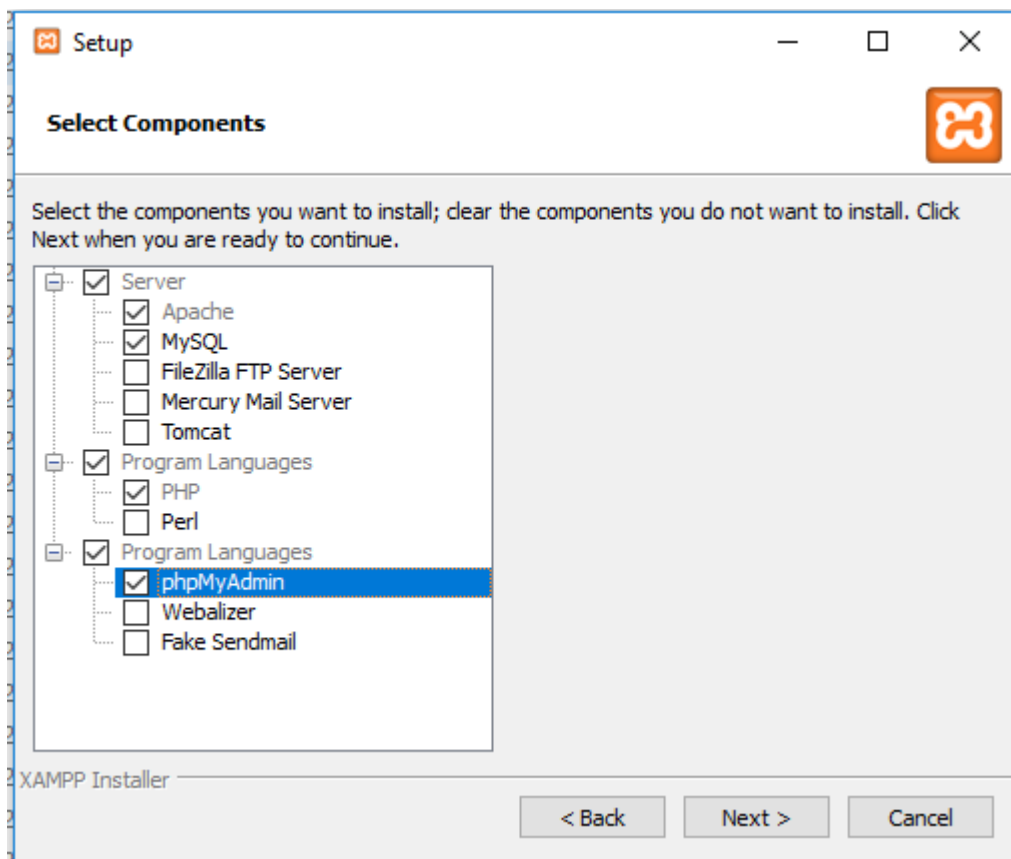 Setup
Select Components
Select the components you want to install; clear the components you do not want to install. Click
Next when you are ready to continue.
Server
Apache
MySQL
FileZilla FTP Server
Mercury Mail Server
Tomcat
Program Languages
PHP
Perl
Program Languages
phpMyAdmin
Webalizer
Fake Sendmail
XAMPP Installer
< Back
Next >
Cancel